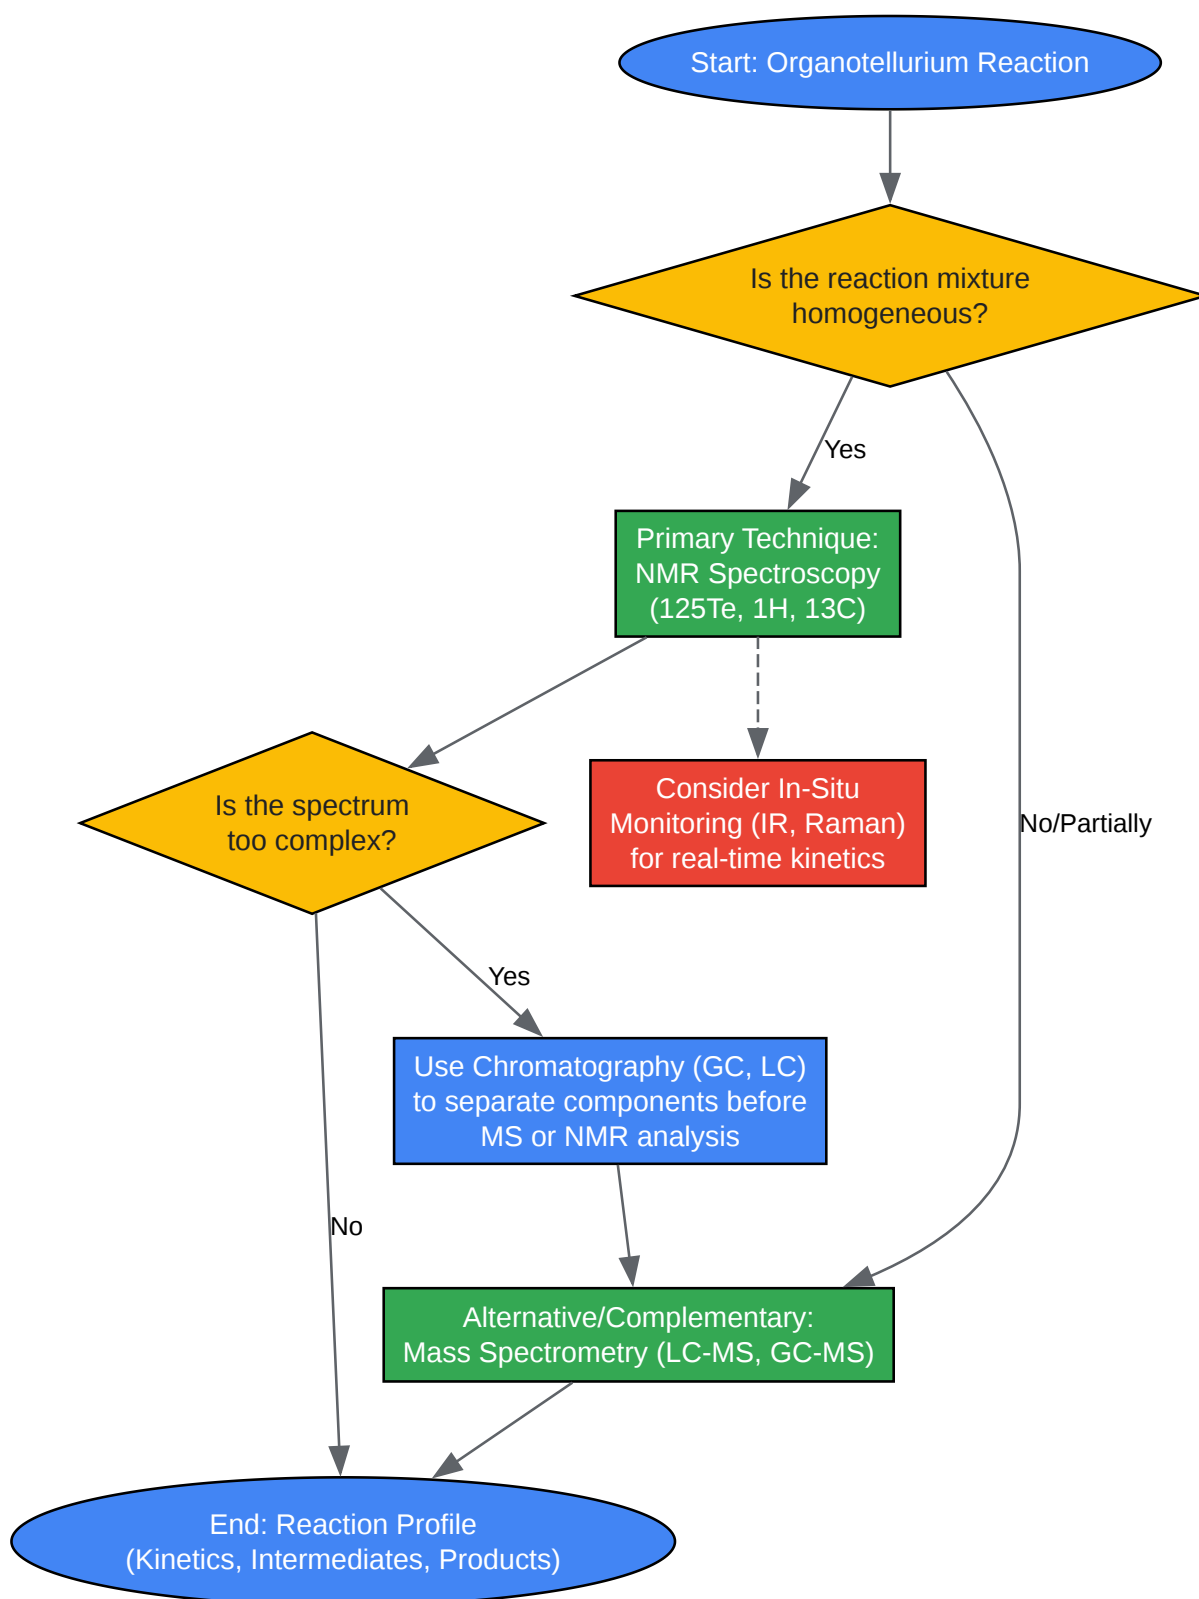 Start: Organotellurium Reaction
Is the reaction mixture
homogeneous?
Yes
Primary Technique:
NMR Spectroscopy
(125Te, 1H, 13C)
Is the spectrum
too complex?
Consider In-Situ
Monitoring (IR, Raman)
for real-time kinetics
No/Partially
Yes
Use Chromatography (GC, LC)
to separate components before
MS or NMR analysis
No
Alternative/Complementary:
Mass Spectrometry (LC-MS, GC-MS)
End: Reaction Profile
(Kinetics, Intermediates, Products)